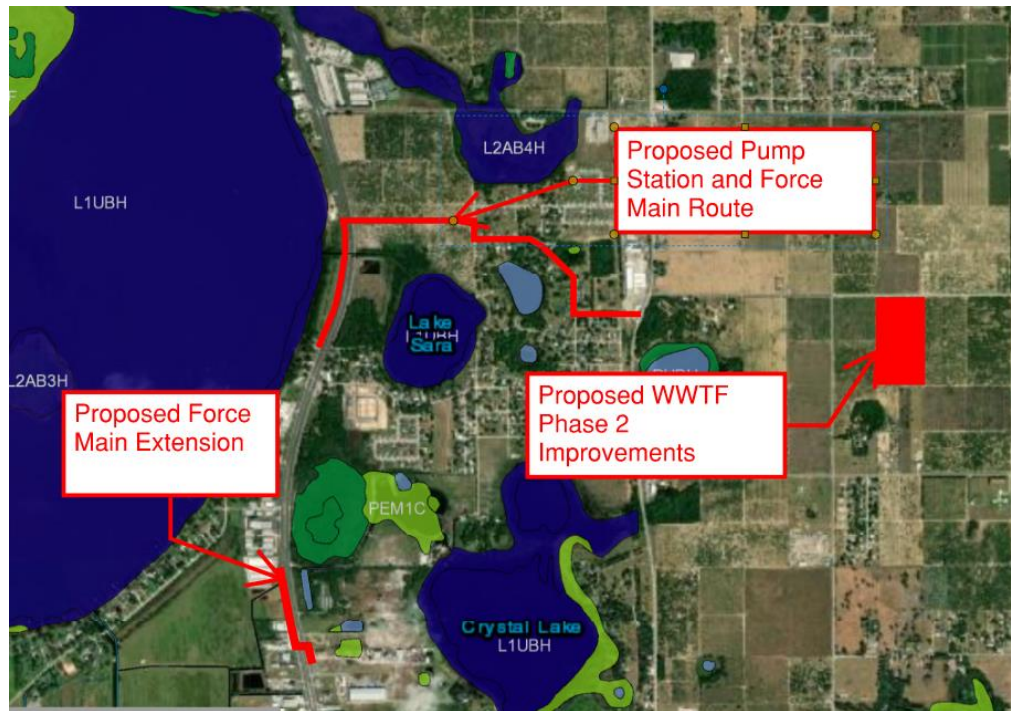 L2AB4H
Proposed Pump
Station and Force
Main Route
L1UBH
Lake
L1UBH
Sara
L2AB3H
Proposed Force
Main Extension
Proposed WWTF
Phase 2
Improvements
PEM1C
Crystal Lake
L1UBH